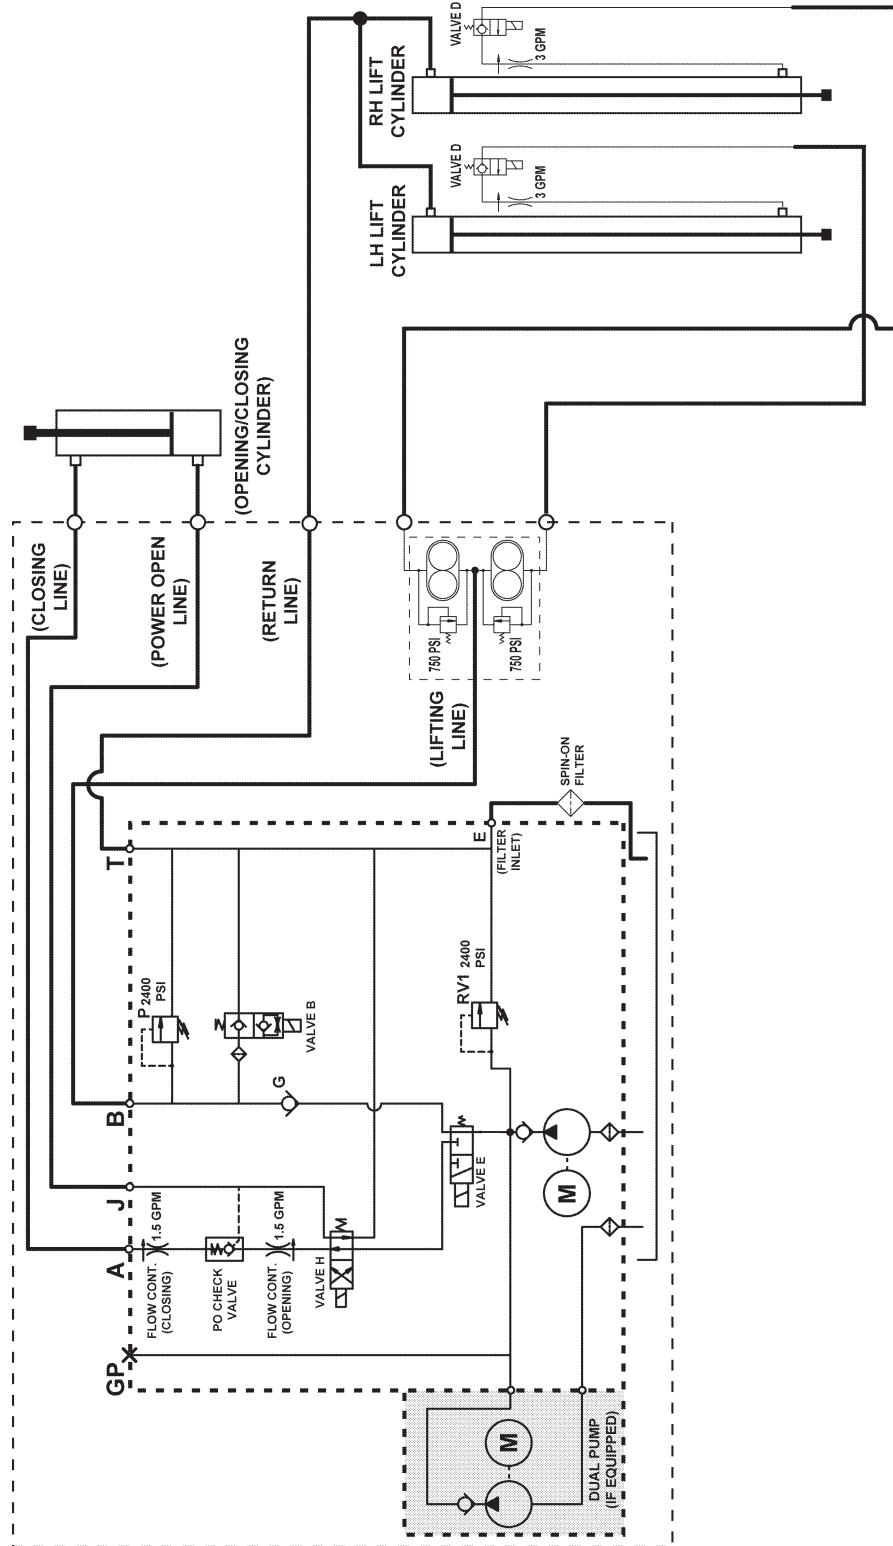 VALVE D
3 GPM
RH LIFT
CYLINDER
VALVE D
3 GPM
LH LIFT
CYLINDER
(OPENING/CLOSING
CYLINDER)
(CLOSING
LINE)
(POWER OPEN
LINE)
(RETURN
LINE)
750 PSI
750 PSI
(LIFTING
LINE)
SPIN-ON
FILTER
T
E
(FILTER
INLET)
P 2400
PSI
VALVE B
RV1 2400
PSI
B
G
J
A
FLOW CONT.
(CLOSING)
1.5 GPM
PO CHECK
VALVE
FLOW CONT.
(OPENING)
1.5 GPM
VALVE H
VALVE E
M
GP
M
DUAL PUMP
(IF EQUIPPED)